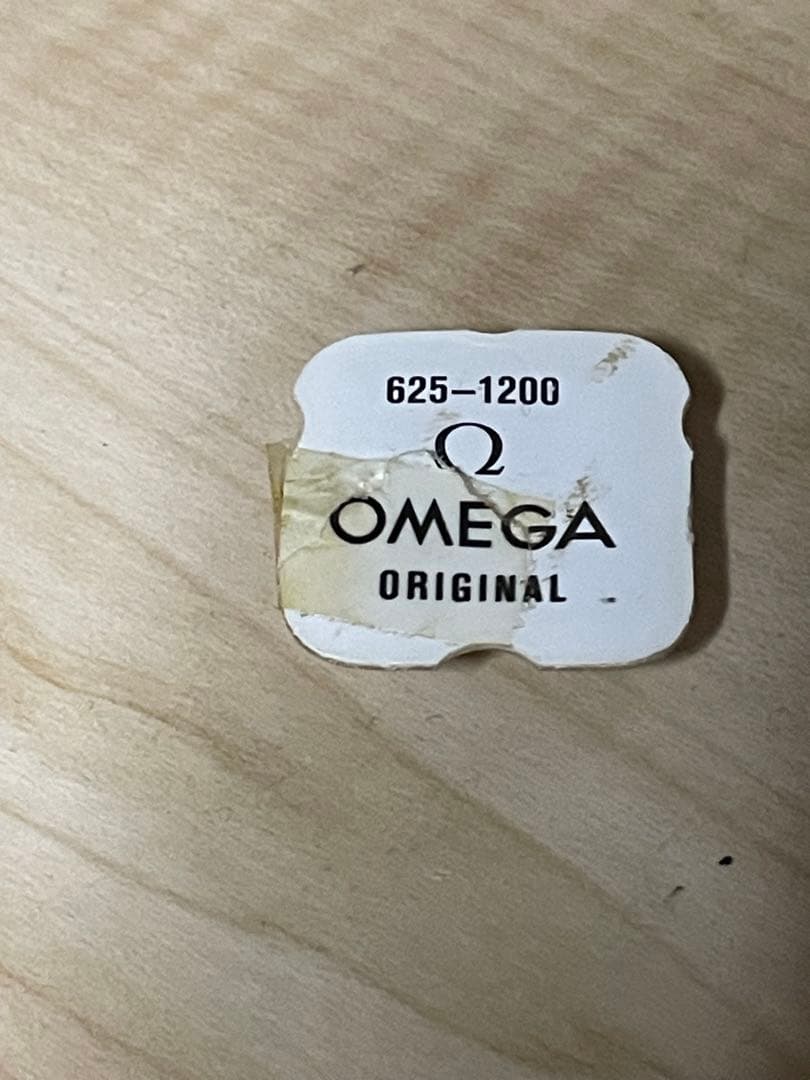 625-1200
Ω
OMEGA
ORIGINAL